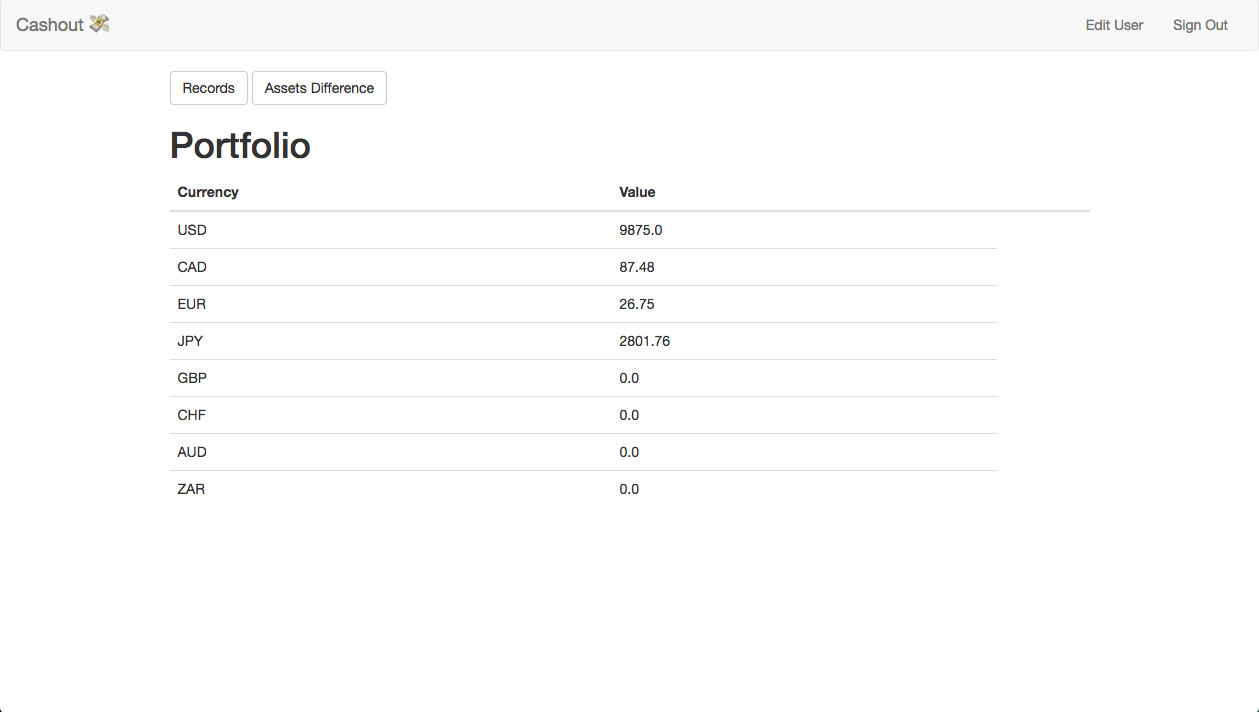 Cashout 💸 Edit User Sign Out
Records Assets Difference
Portfolio
Currency Value
USD 9875.0
CAD 87.48
EUR 26.75
JPY 2801.76
GBP 0.0
CHF 0.0
AUD 0.0
ZAR 0.0